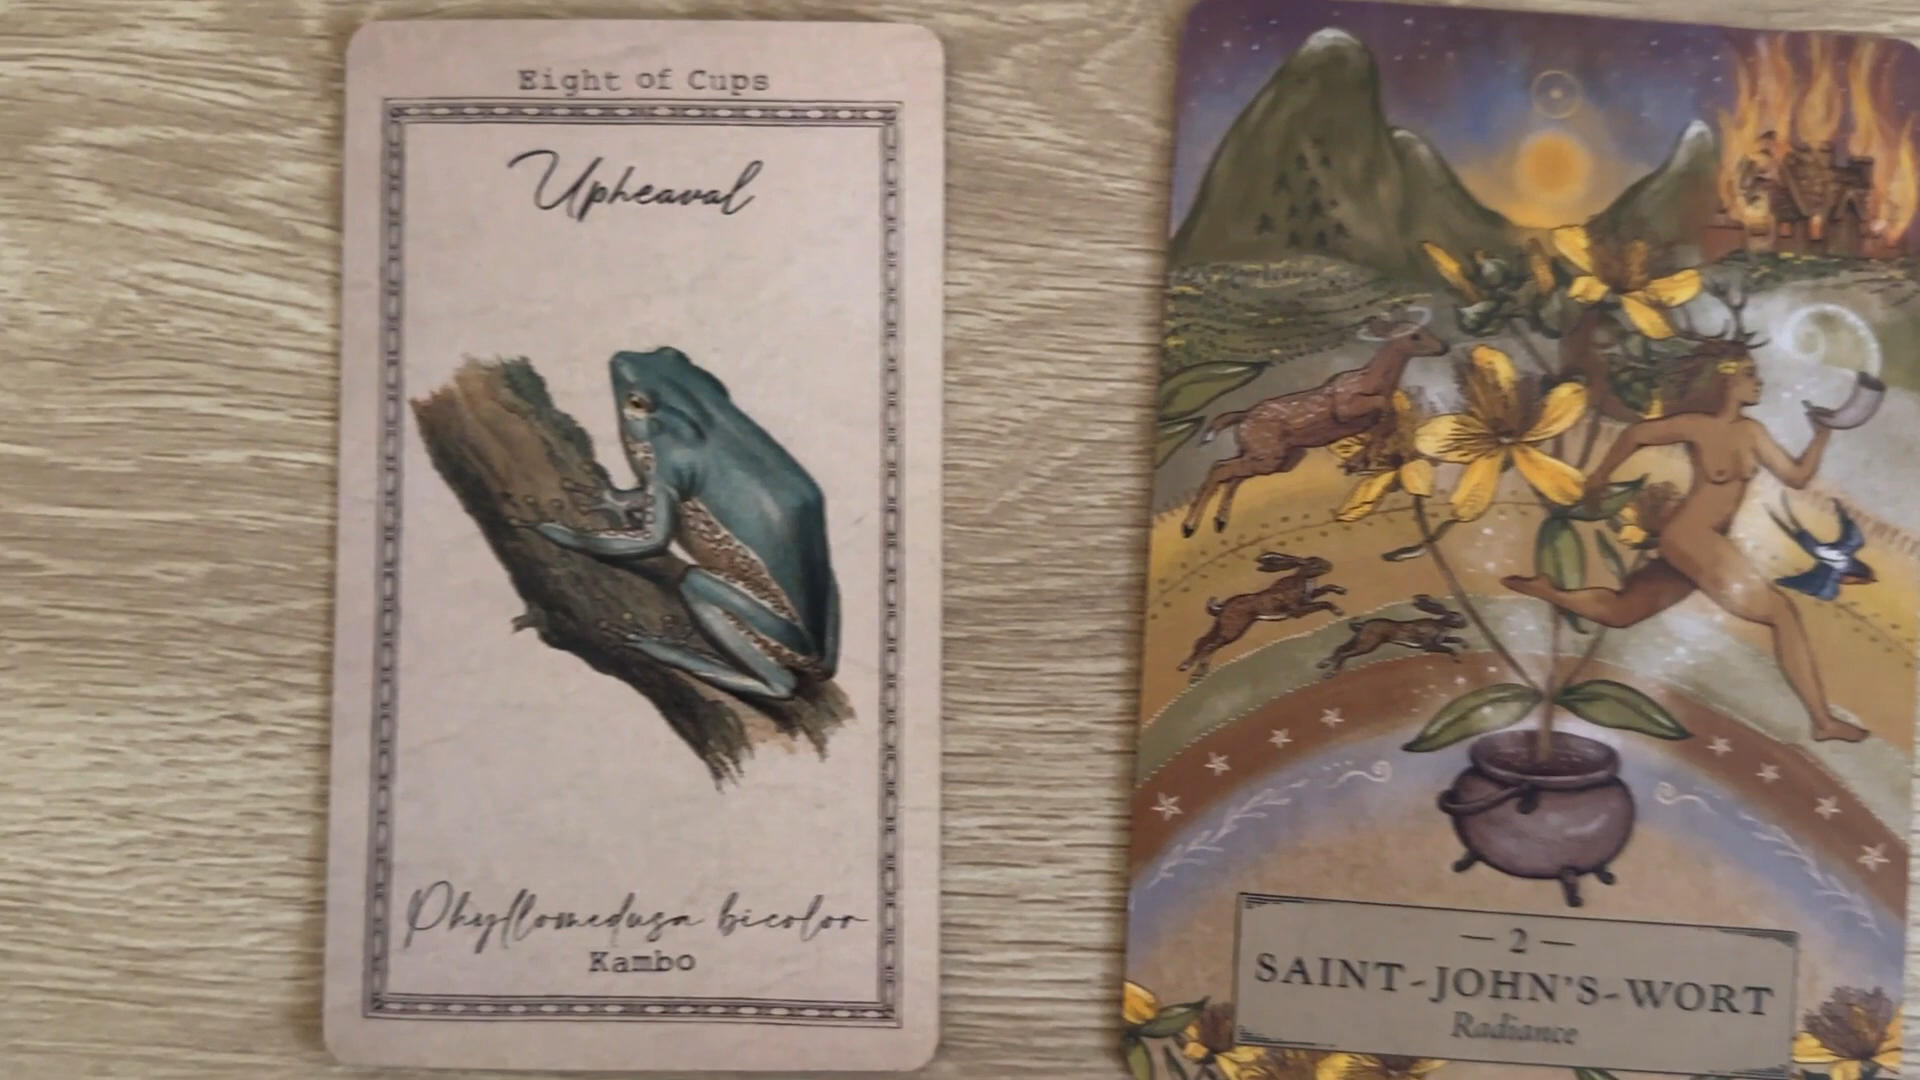 Eight of Cups
Upheaval
Phyllomedusa bicolor
Kambo
— 2 —
SAINT-JOHN'S-WORT
Radiance